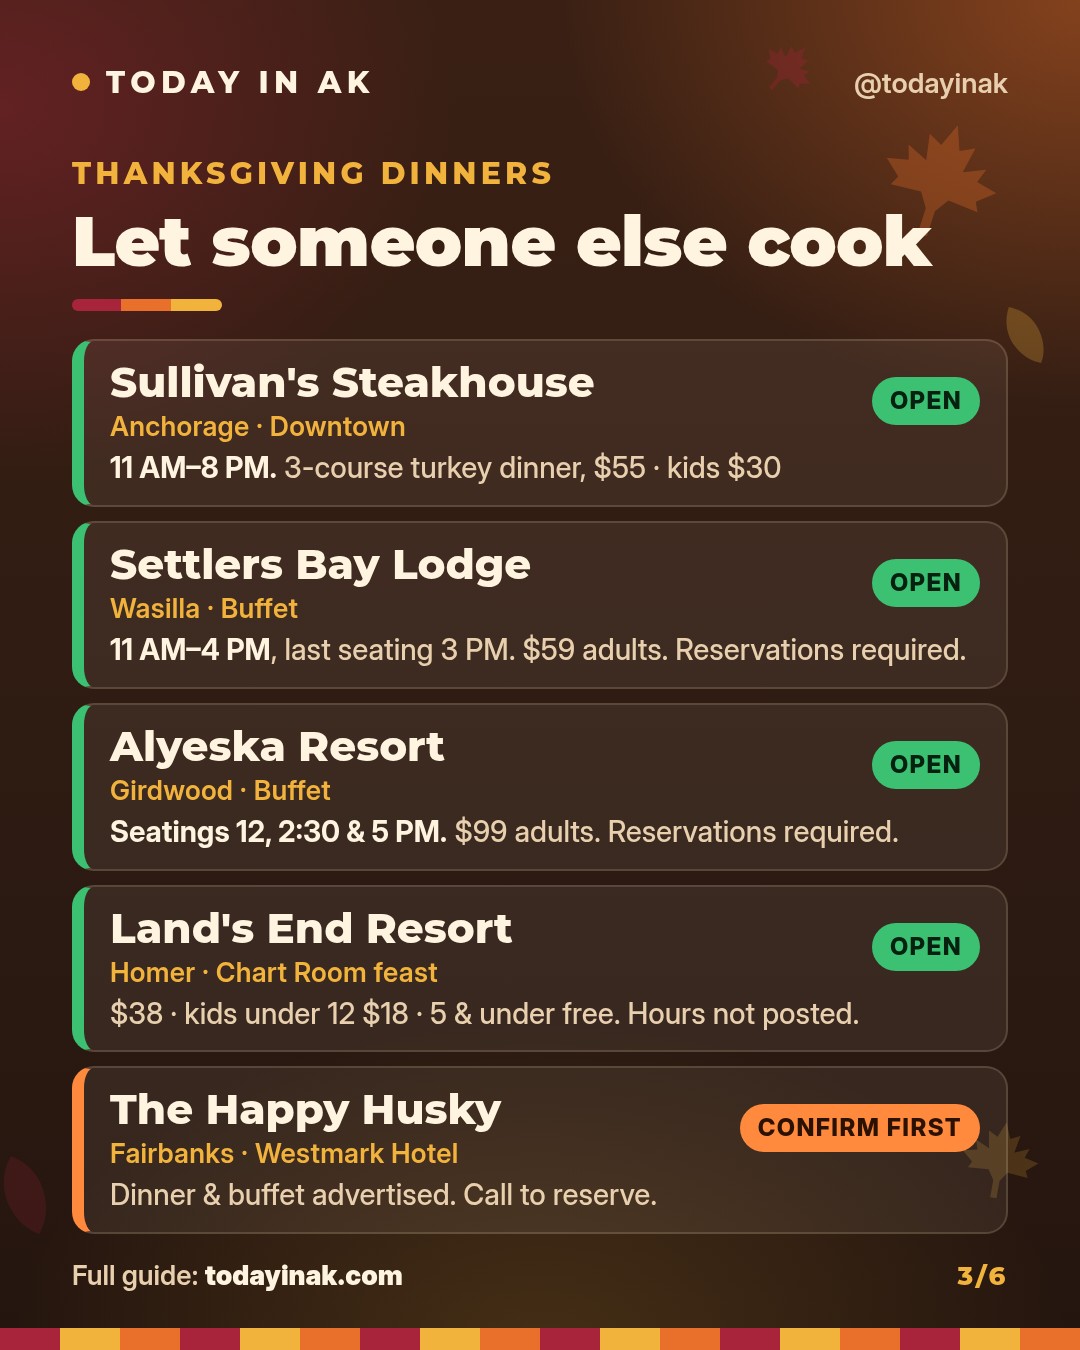 TODAY IN AK
@todayinak
THANKSGIVING DINNERS
Let someone else cook
Sullivan's Steakhouse
OPEN
Anchorage · Downtown
11 AM–8 PM. 3-course turkey dinner, $55 · kids $30
Settlers Bay Lodge
OPEN
Wasilla · Buffet
11 AM–4 PM, last seating 3 PM. $59 adults. Reservations required.
Alyeska Resort
OPEN
Girdwood · Buffet
Seatings 12, 2:30 & 5 PM. $99 adults. Reservations required.
Land's End Resort
OPEN
Homer · Chart Room feast
$38 · kids under 12 $18 · 5 & under free. Hours not posted.
The Happy Husky
CONFIRM FIRST
Fairbanks · Westmark Hotel
Dinner & buffet advertised. Call to reserve.
Full guide: todayinak.com
3/6